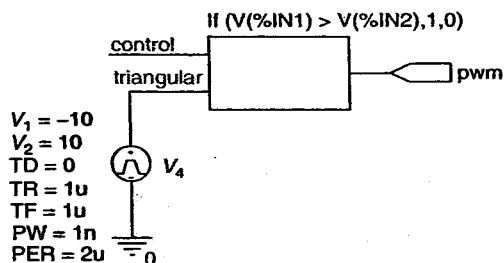 If (V(%IN1) > V(%IN2),1,0)
control
triangular
pwm
V1 = −10
V2 = 10
TD = 0
TR = 1u
TF = 1u
PW = 1n
PER = 2u
V4
0